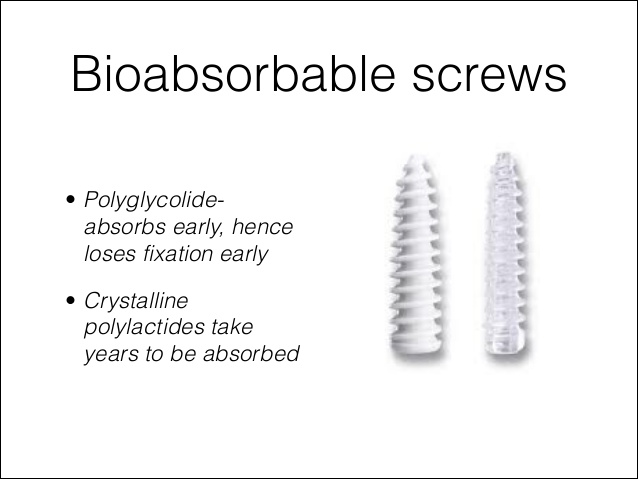 Bioabsorbable screws
• Polyglycolide-
absorbs early, hence
loses fixation early
• Crystalline
polylactides take
years to be absorbed